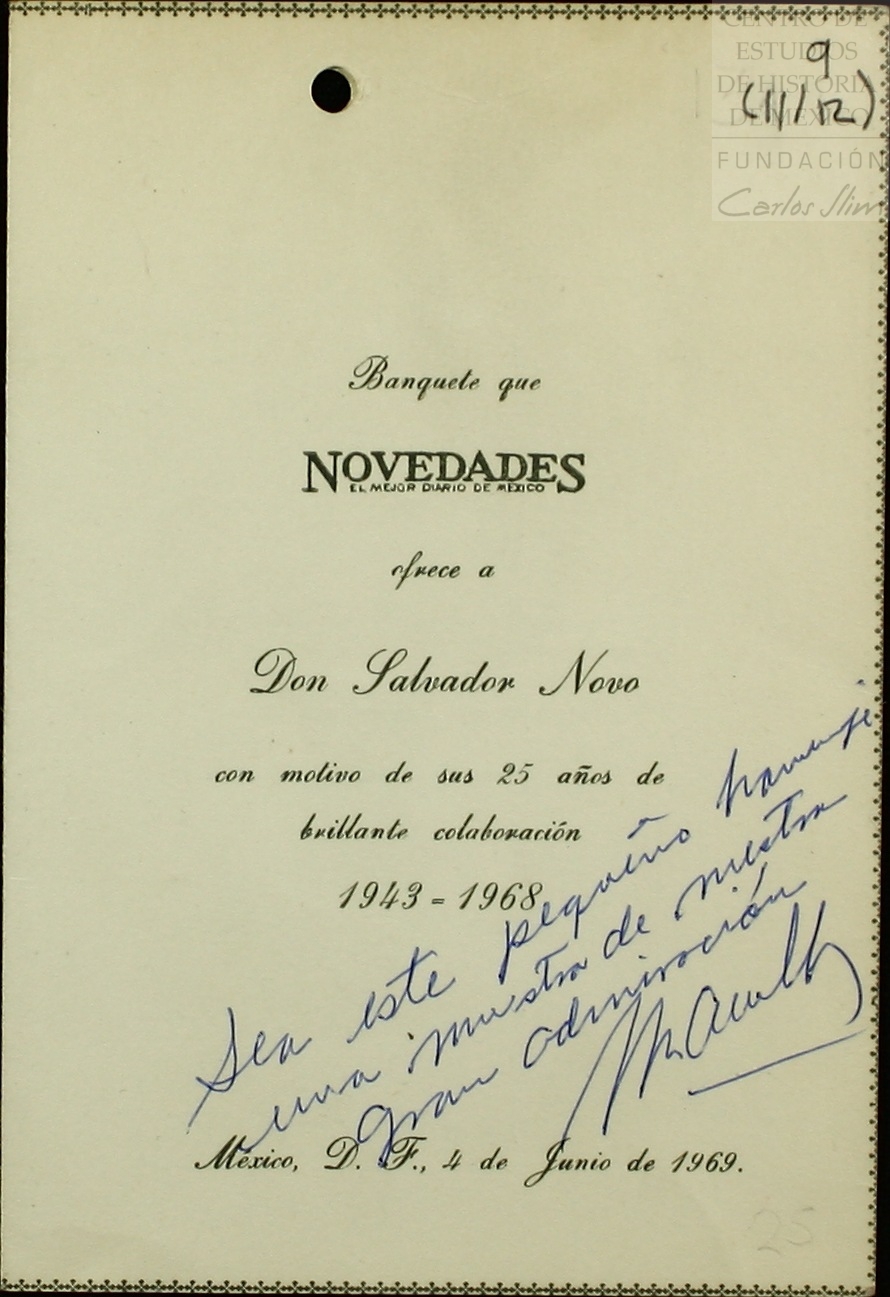 CENTRO DE
ESTUDIOS
DE HISTORIA
DE MÉXICO
FUNDACIÓN
Carlos Slim
9
(11/12)
Banquete que
NOVEDADES
EL MEJOR DIARIO DE MEXICO
ofrece a
Don Salvador Novo
con motivo de sus 25 años de
brillante colaboración
1943 = 1968
Sea este pequeño homenaje
una muestra de nuestra
gran admiración
México, D. F., 4 de Junio de 1969.
25